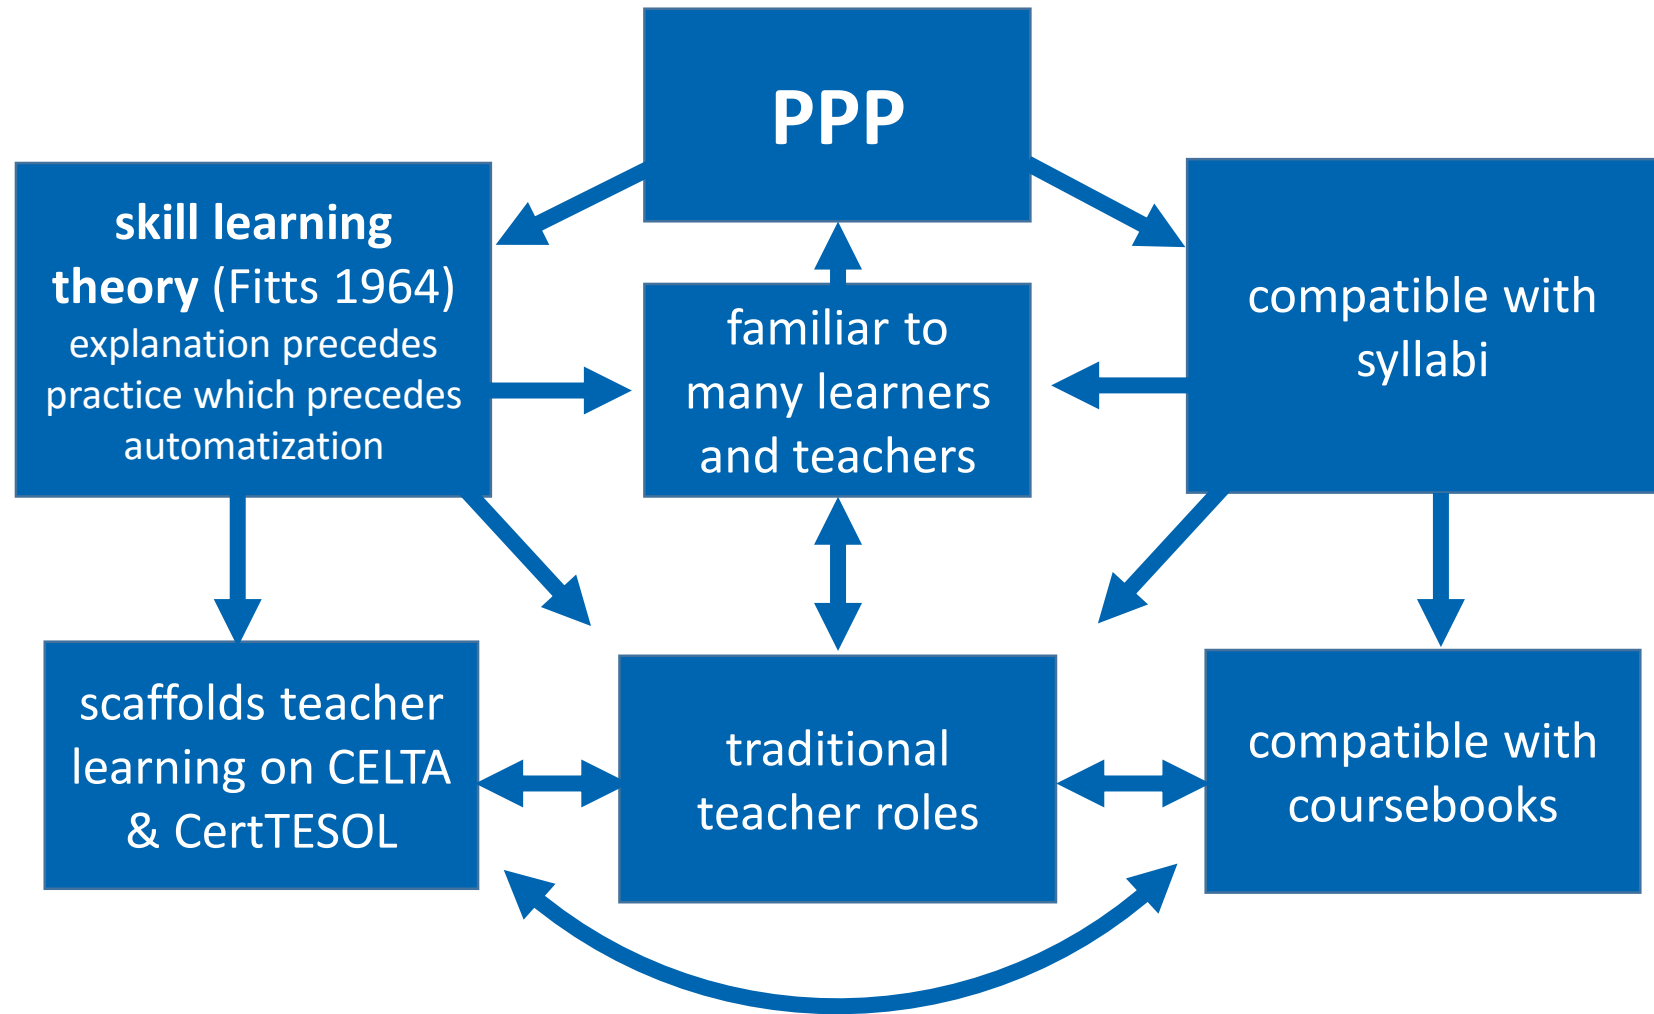 PPP
skill learning
theory (Fitts 1964)
explanation precedes
practice which precedes
automatization
familiar to
many learners
and teachers
compatible with
syllabi
scaffolds teacher
learning on CELTA
& CertTESOL
traditional
teacher roles
compatible with
coursebooks